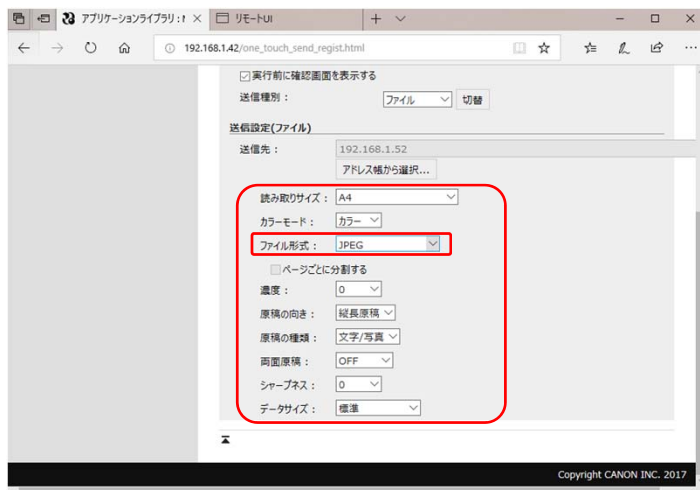 アプリケーションライブラリ : ﾅ
リモートUI
192.168.1.42/one_touch_send_regist.html
実行前に確認画面を表示する
送信種別：
ファイル
切替
送信設定(ファイル)
送信先：
192.168.1.52
アドレス帳から選択...
読み取りサイズ：
A4
カラーモード：
カラー
ファイル形式：
JPEG
ページごとに分割する
濃度：
0
原稿の向き：
縦長原稿
原稿の種類：
文字/写真
両面原稿：
OFF
シャープネス：
0
データサイズ：
標準
Copyright CANON INC. 2017